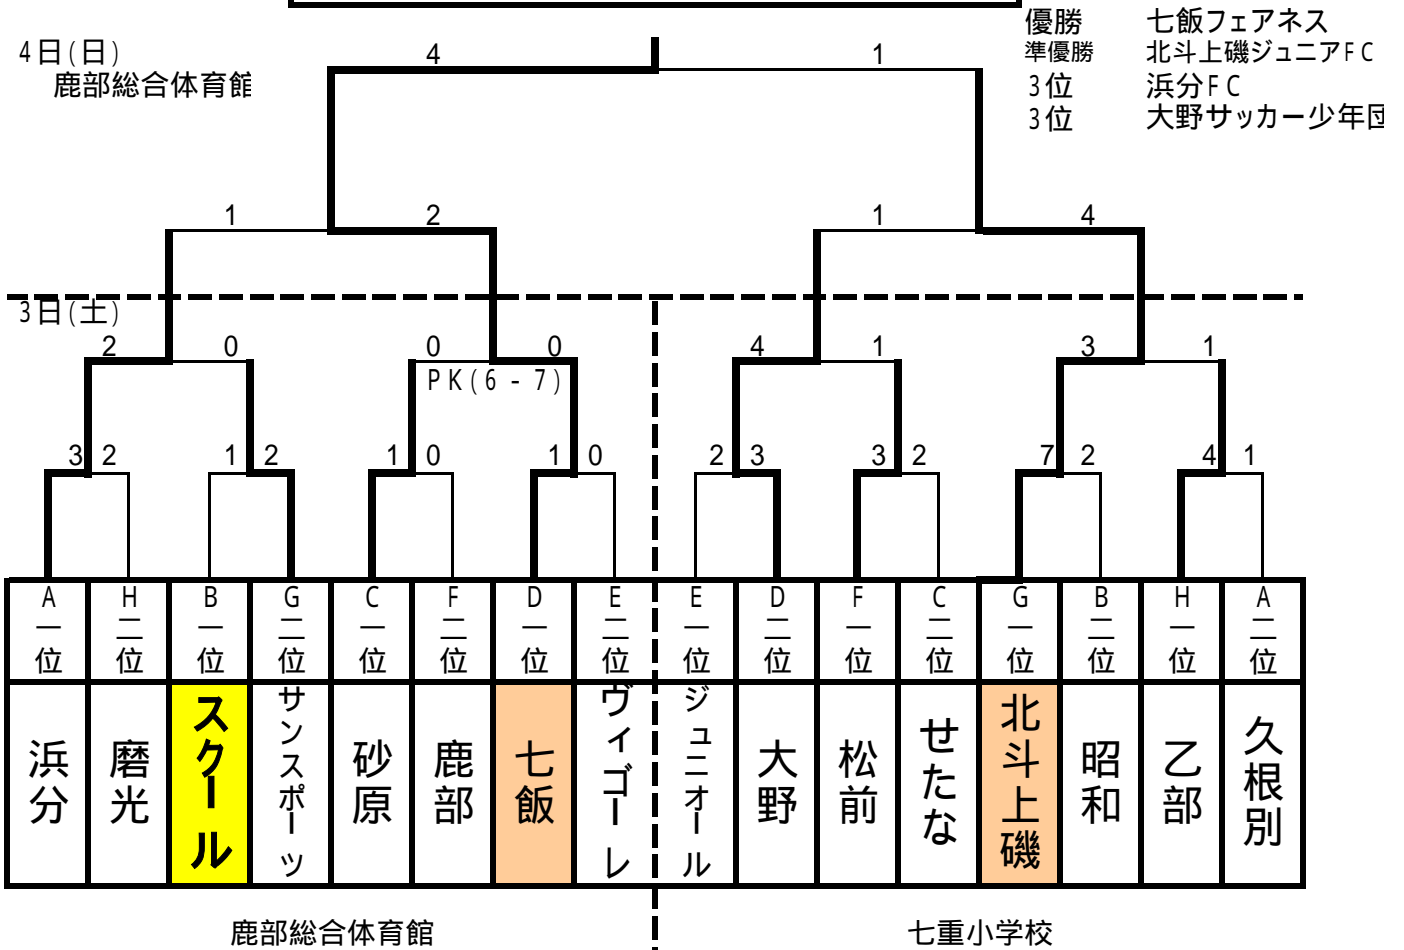 優勝 七飯フェアネス
準優勝 北斗上磯ジュニアFC
3位 浜分FC
3位 大野サッカー少年団
4日(日)
鹿部総合体育館
4 1
1 2 1 4
3日(土)
2 0 0 0 4 1 3 1
PK(6 - 7)
3 2 1 2 1 0 1 0 2 3 3 2 7 2 4 1
A一位 H二位 B一位 G二位 C一位 F二位 D一位 E二位 E一位 D二位 F一位 C二位 G一位 B二位 H一位 A二位
浜分 磨光 スクール サンスポーツ 砂原 鹿部 七飯 ヴィゴーレ ジュニオール 大野 松前 せたな 北斗上磯 昭和 乙部 久根別
鹿部総合体育館 七重小学校